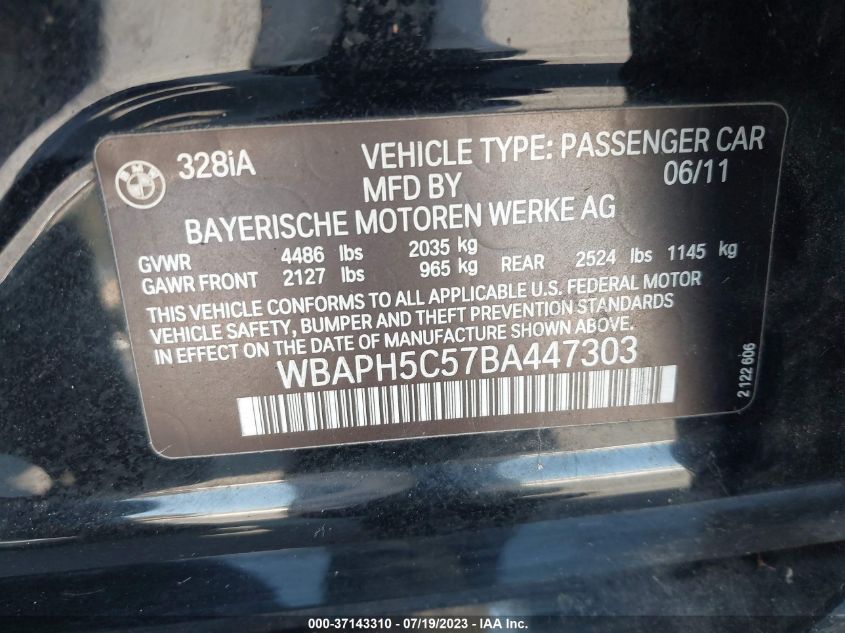 BMW
328iA VEHICLE TYPE: PASSENGER CAR
MFD BY 06/11
BAYERISCHE MOTOREN WERKE AG
GVWR 4486 lbs 2035 kg
GAWR FRONT 2127 lbs 965 kg REAR 2524 lbs 1145 kg
THIS VEHICLE CONFORMS TO ALL APPLICABLE U.S. FEDERAL MOTOR
VEHICLE SAFETY, BUMPER AND THEFT PREVENTION STANDARDS
IN EFFECT ON THE DATE OF MANUFACTURE SHOWN ABOVE.
WBAPH5C57BA447303
2 122 606
000-37143310 - 07/19/2023 - IAA Inc.